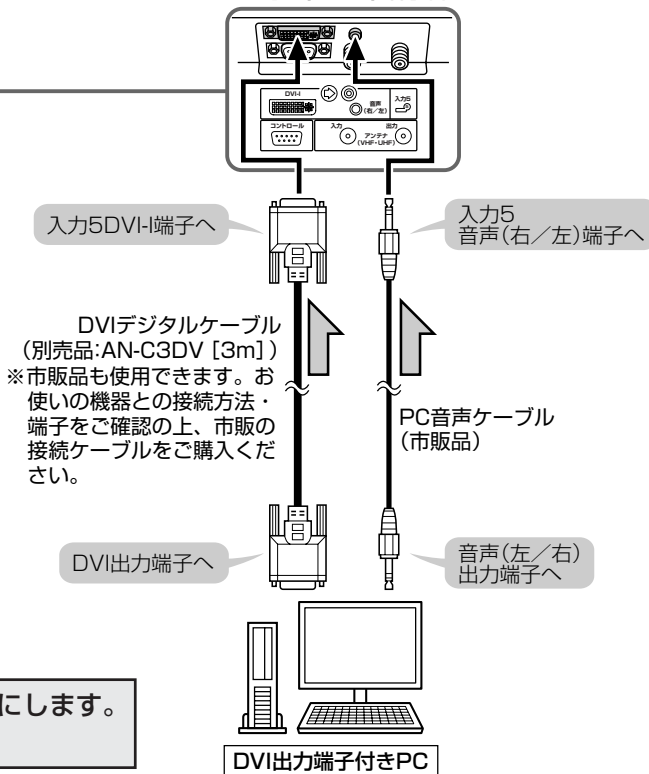 DVI-I
音声
(右/左)
入力5
コントロール
入力
出力
アンテナ
(VHF・UHF)
入力5DVI-I端子へ
入力5
音声(右/左)端子へ
DVIデジタルケーブル
(別売品:AN-C3DV [3m])
※市販品も使用できます。お
使いの機器との接続方法・
端子をご確認の上、市販の
接続ケーブルをご購入くだ
さい。
PC音声ケーブル
(市販品)
DVI出力端子へ
音声(左/右)
出力端子へ
にします。
DVI出力端子付きPC